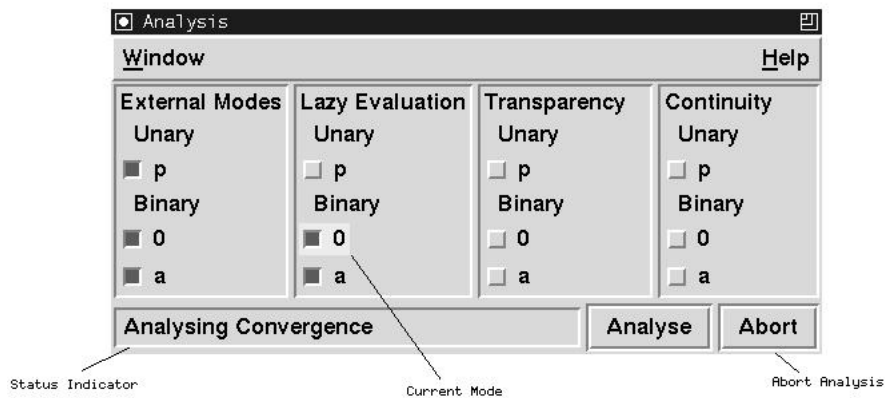 Analysis
Window Help
External Modes Lazy Evaluation Transparency Continuity
Unary Unary Unary Unary
p p p p
Binary Binary Binary Binary
0 0 0 0
a a a a
Analysing Convergence Analyse Abort
Status Indicator Current Mode Abort Analysis